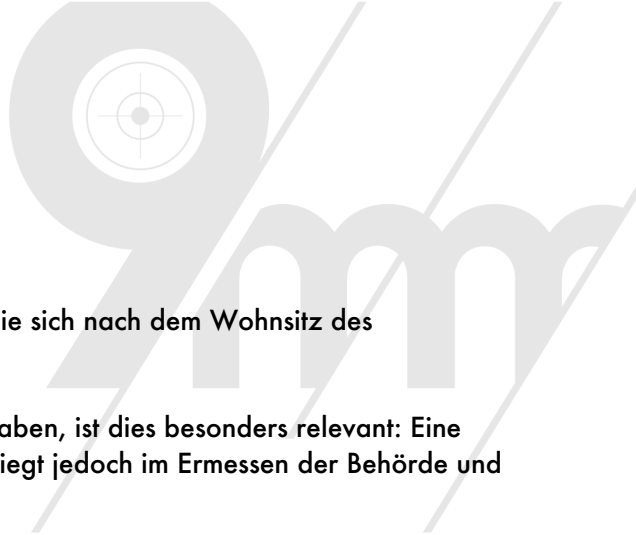 9mm
ie sich nach dem Wohnsitz des
aben, ist dies besonders relevant: Eine
iegt jedoch im Ermessen der Behörde und